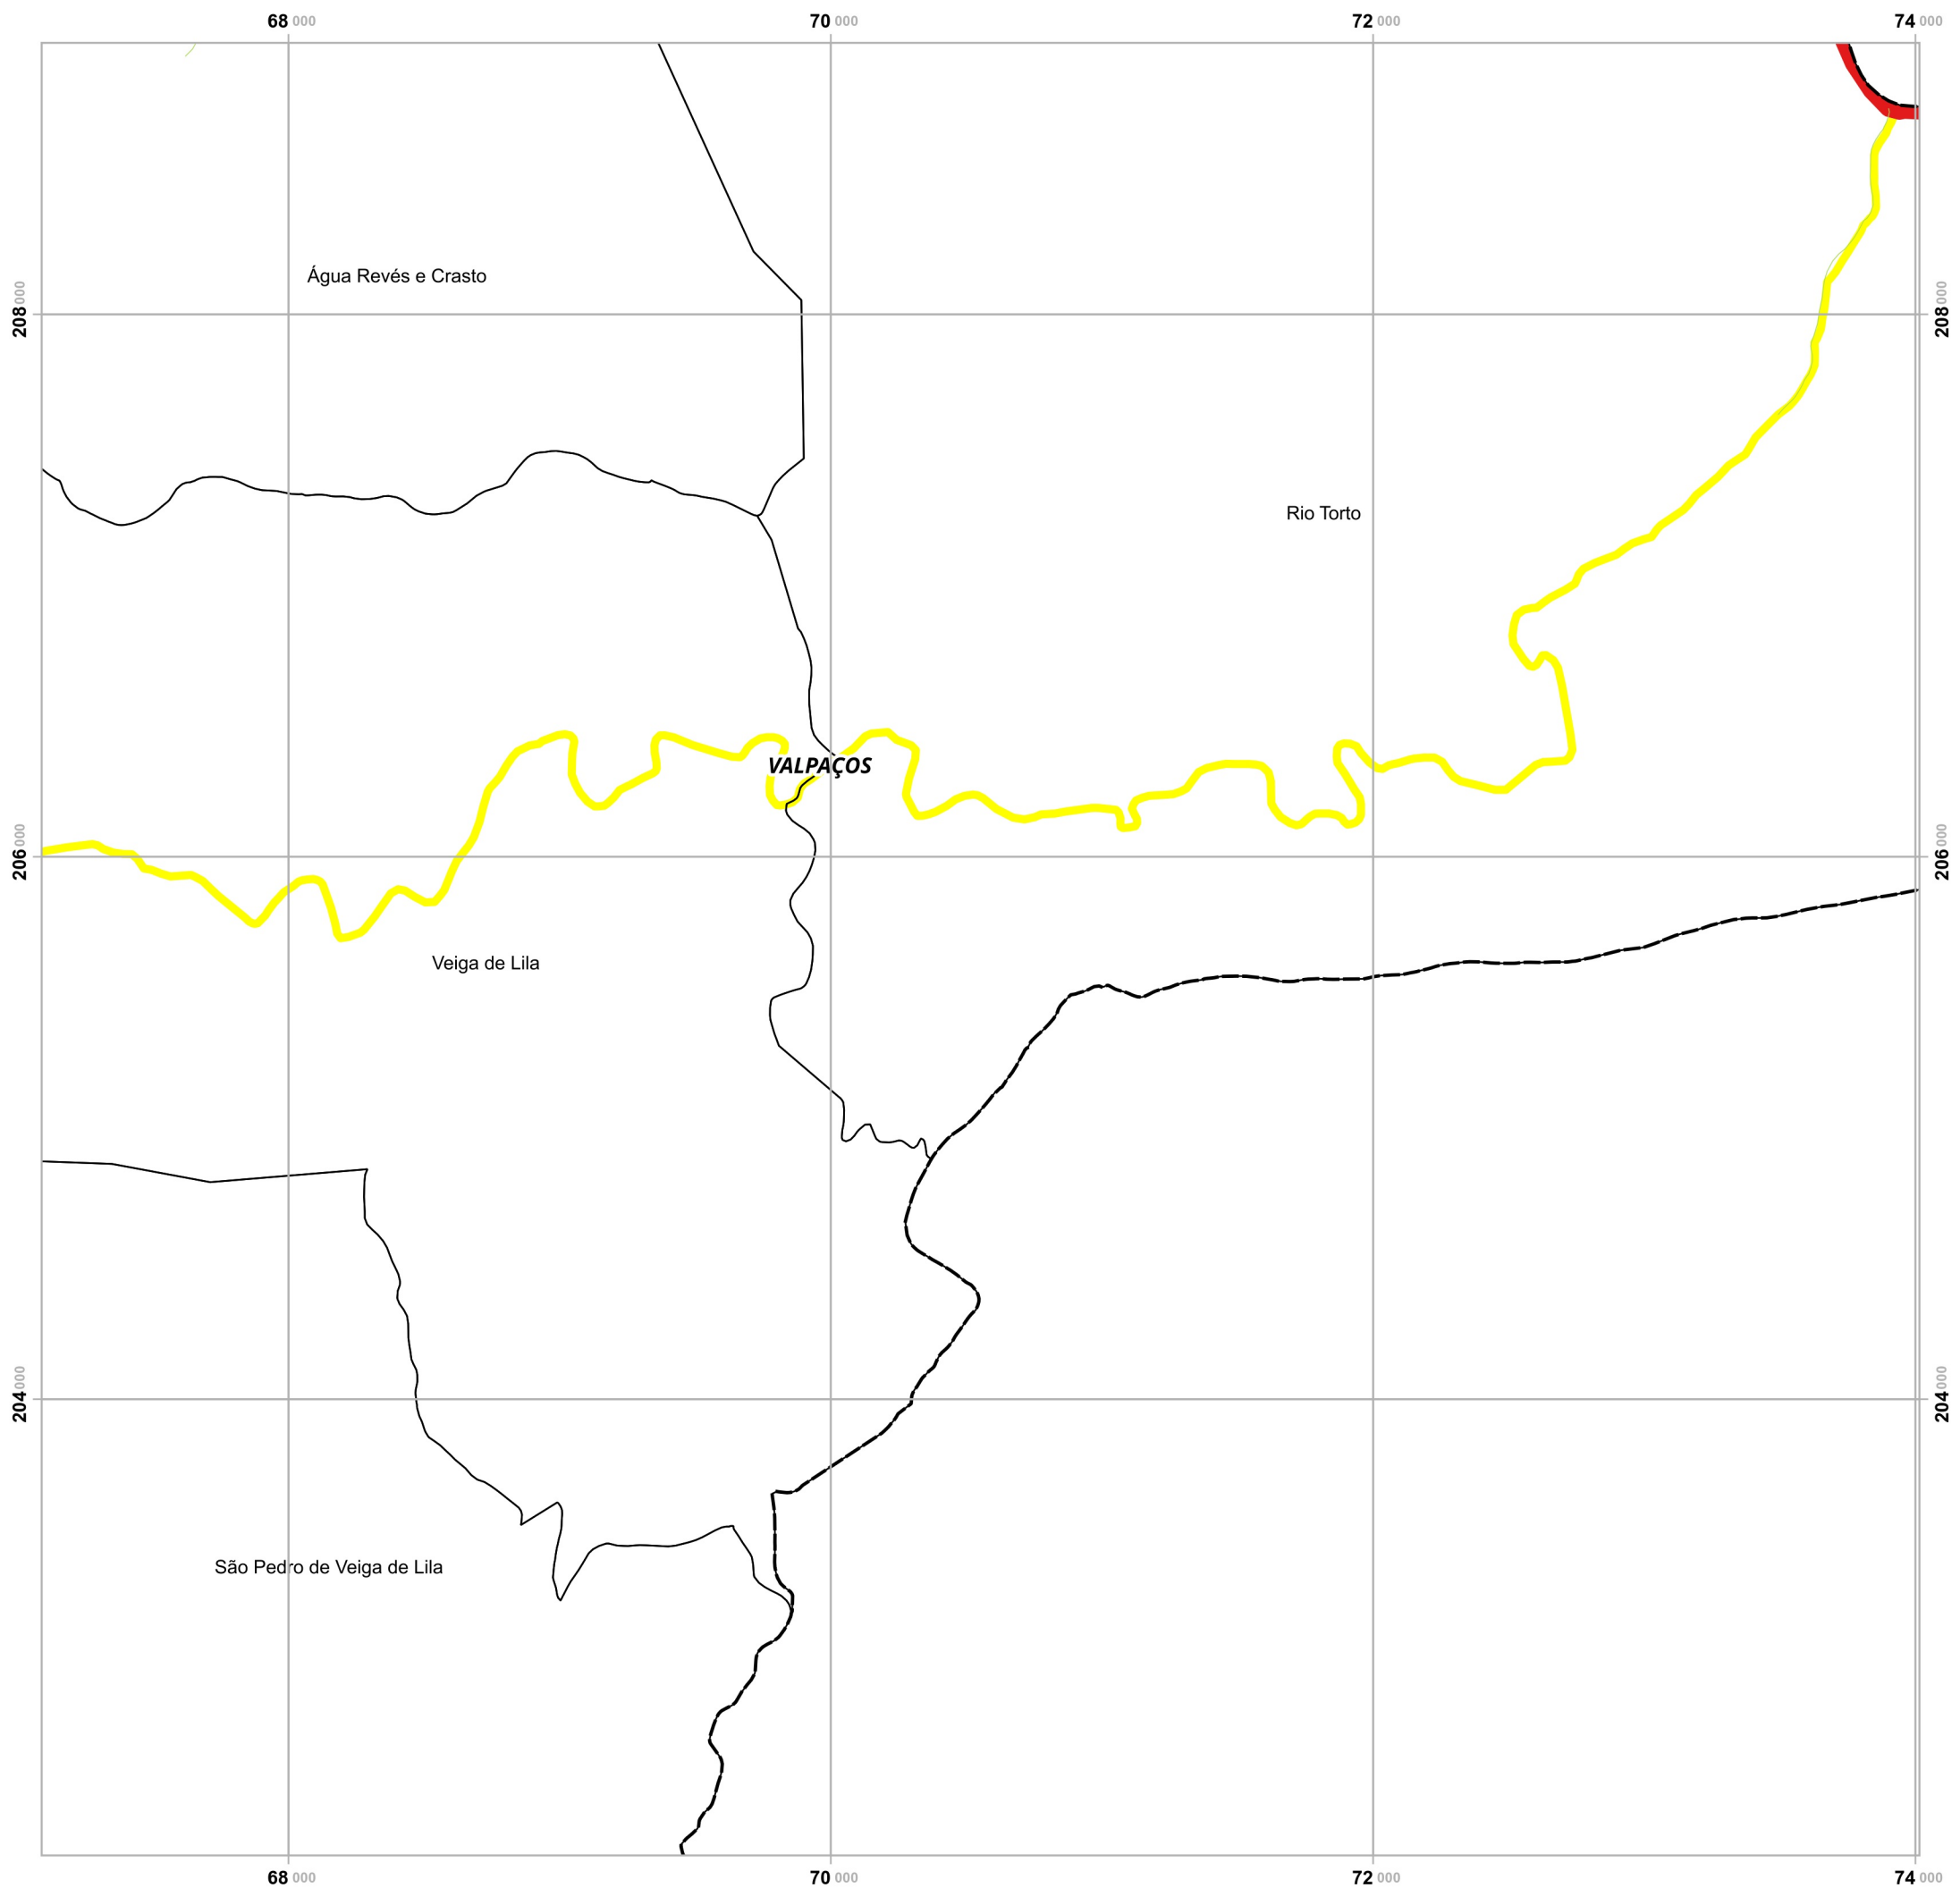 68 000 70 000 72 000 74 000
Água Revés e Crasto
208 000 208 000
Rio Torto
VALPAÇOS
206 000 206 000
Veiga de Lila
204 000 204 000
São Pedro de Veiga de Lila
68 000 70 000 72 000 74 000